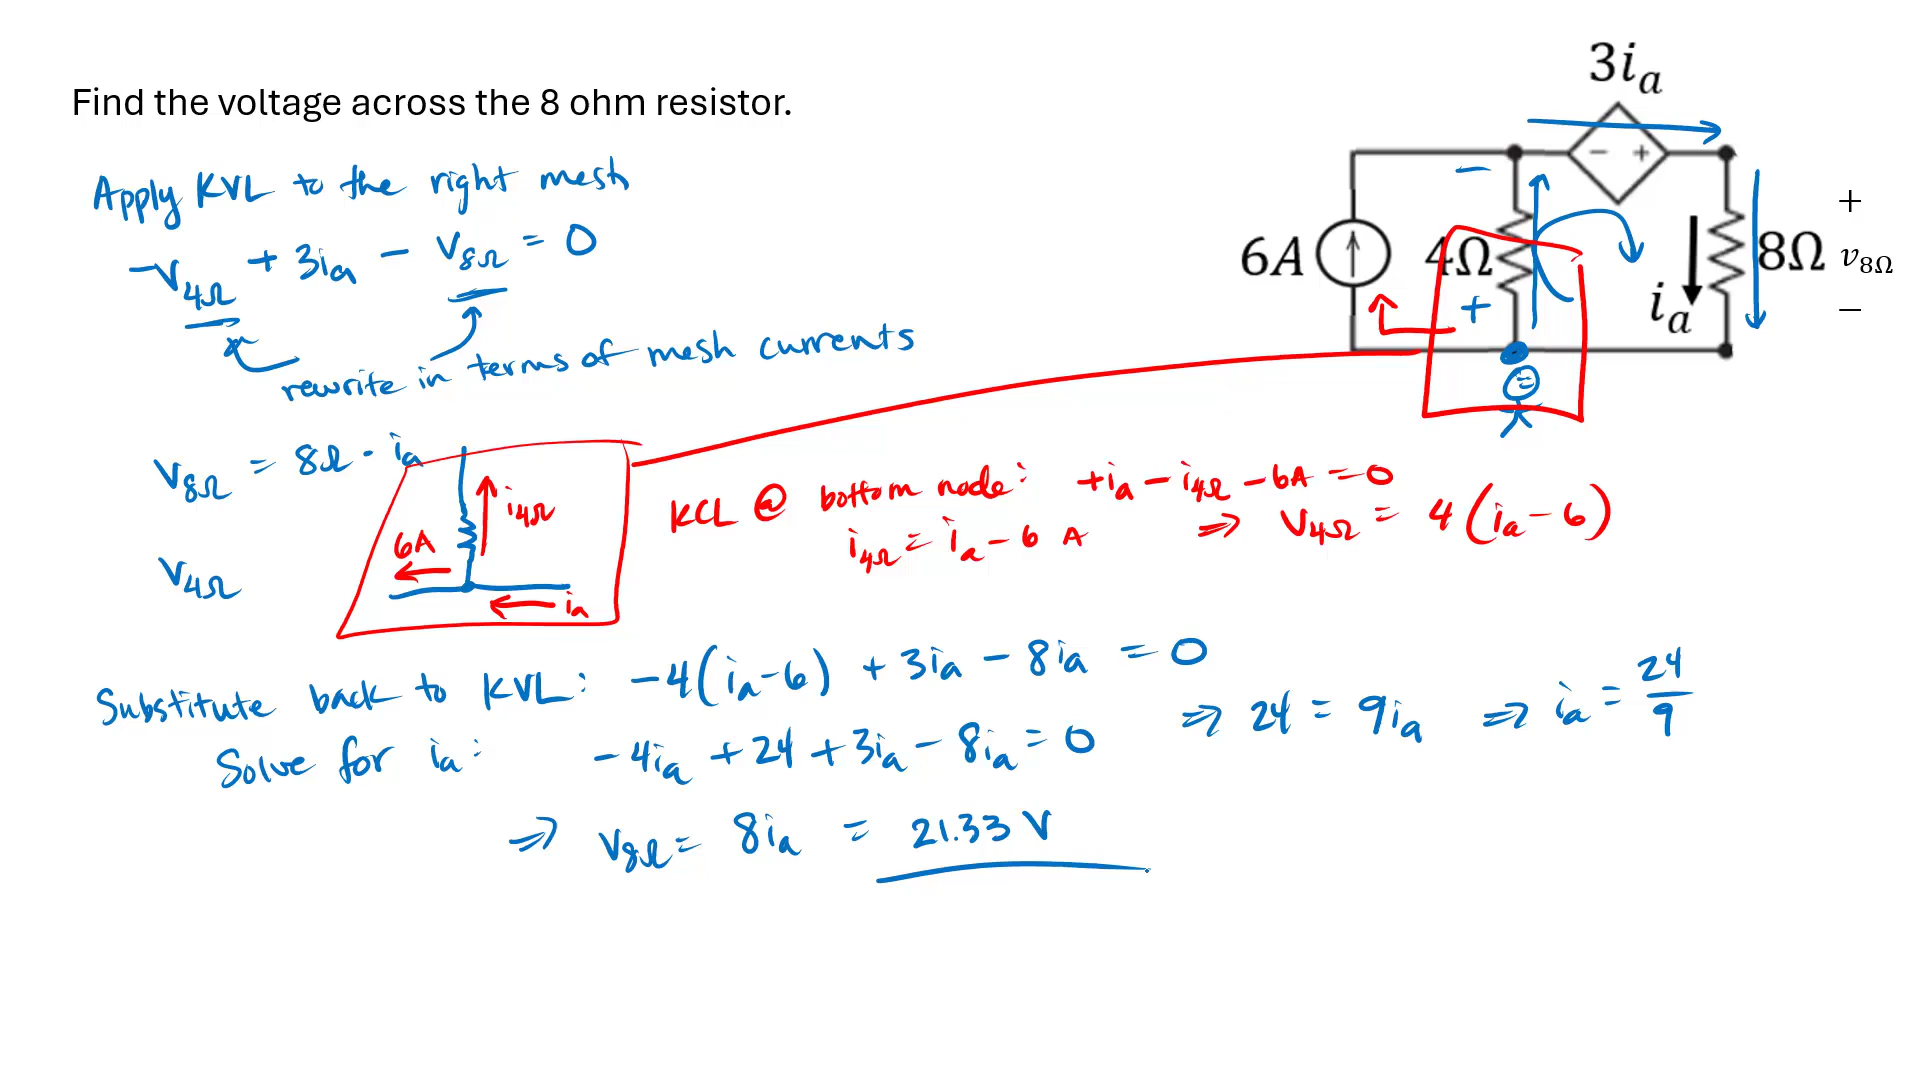 Find the voltage across the 8 ohm resistor.
3iₐ
− +
6A
4Ω
−
+
iₐ
8Ω
+
v₈Ω
−
Apply KVL to the right mesh
-V4Ω + 3ia - V8Ω = 0
rewrite in terms of mesh currents
V8Ω = 8Ω · ia
V4Ω
i4Ω
6A
ia
KCL @ bottom node: +ia - i4Ω - 6A = 0
i4Ω = ia - 6 A ⇒ V4Ω = 4(ia - 6)
Substitute back to KVL: -4(ia-6) + 3ia - 8ia = 0
Solve for ia: -4ia + 24 + 3ia - 8ia = 0 ⇒ 24 = 9ia ⇒ ia = 24/9
⇒ V8Ω = 8ia = 21.33 V